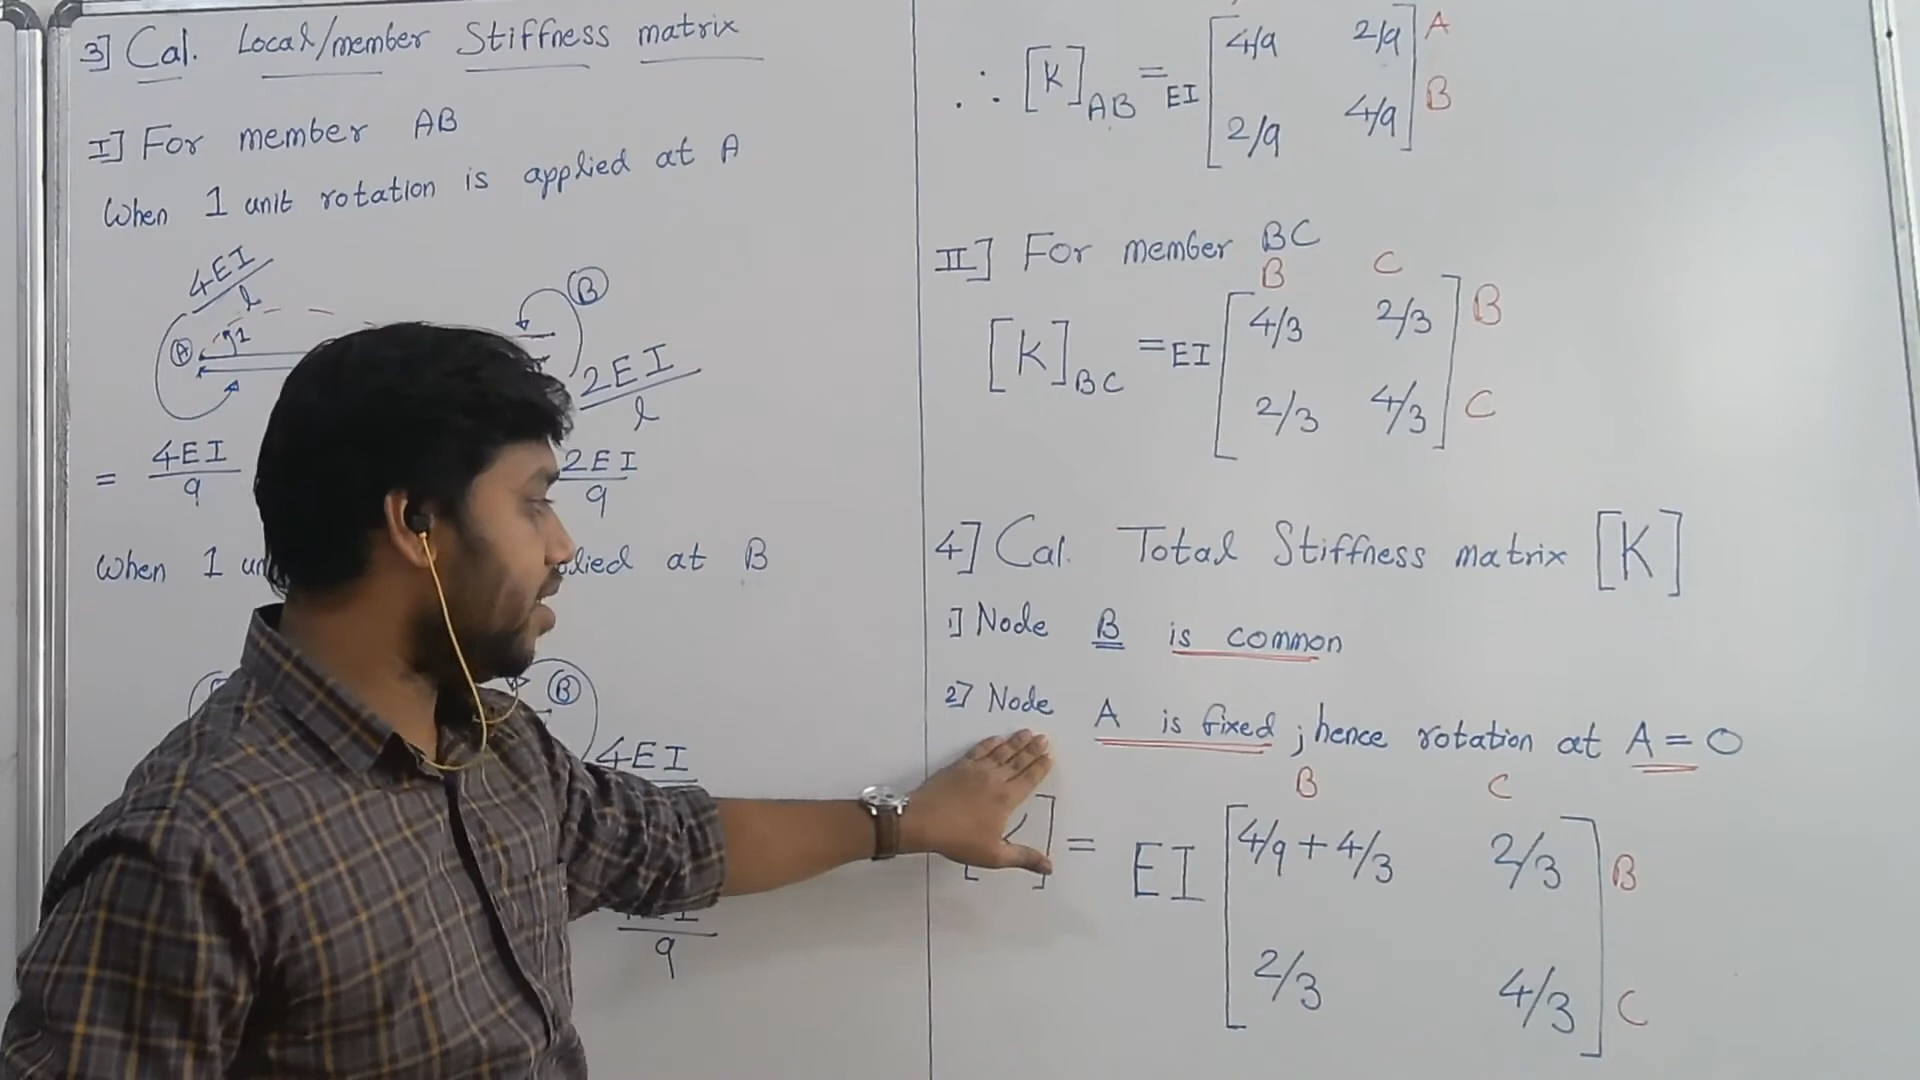 3] Cal. Local/member Stiffness matrix
I] For member AB
When 1 unit rotation is applied at A
4EI/l
B
A 1
2EI/l
= 4EI/9 2EI/9
When 1 at B
B
4EI
/9
∴ [K]AB = EI [4/9 2/9] A
[2/9 4/9] B
II] For member BC
B C
[K]BC = EI [4/3 2/3] B
[2/3 4/3] C
4] Cal. Total Stiffness matrix [K]
1] Node B is common
2] Node A is fixed ; hence rotation at A = 0
B C
= EI [4/9 + 4/3 2/3] B
[2/3 4/3] C